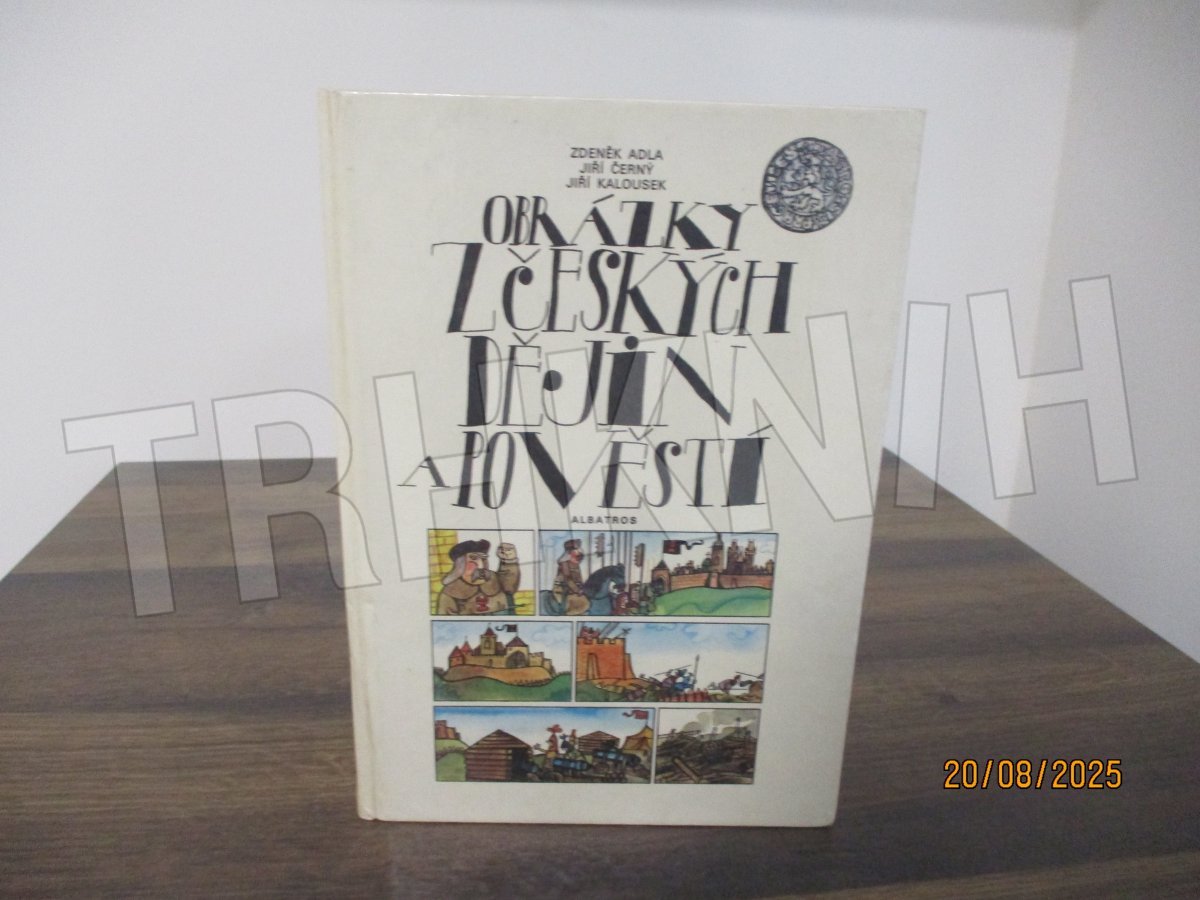 ZDENĚK ADLA
JIŘÍ ČERNÝ
JIŘÍ KALOUSEK
OBRÁZKY
Z ČESKÝCH
DĚJIN
A POVĚSTÍ
ALBATROS
TRHKNIH
20/08/2025